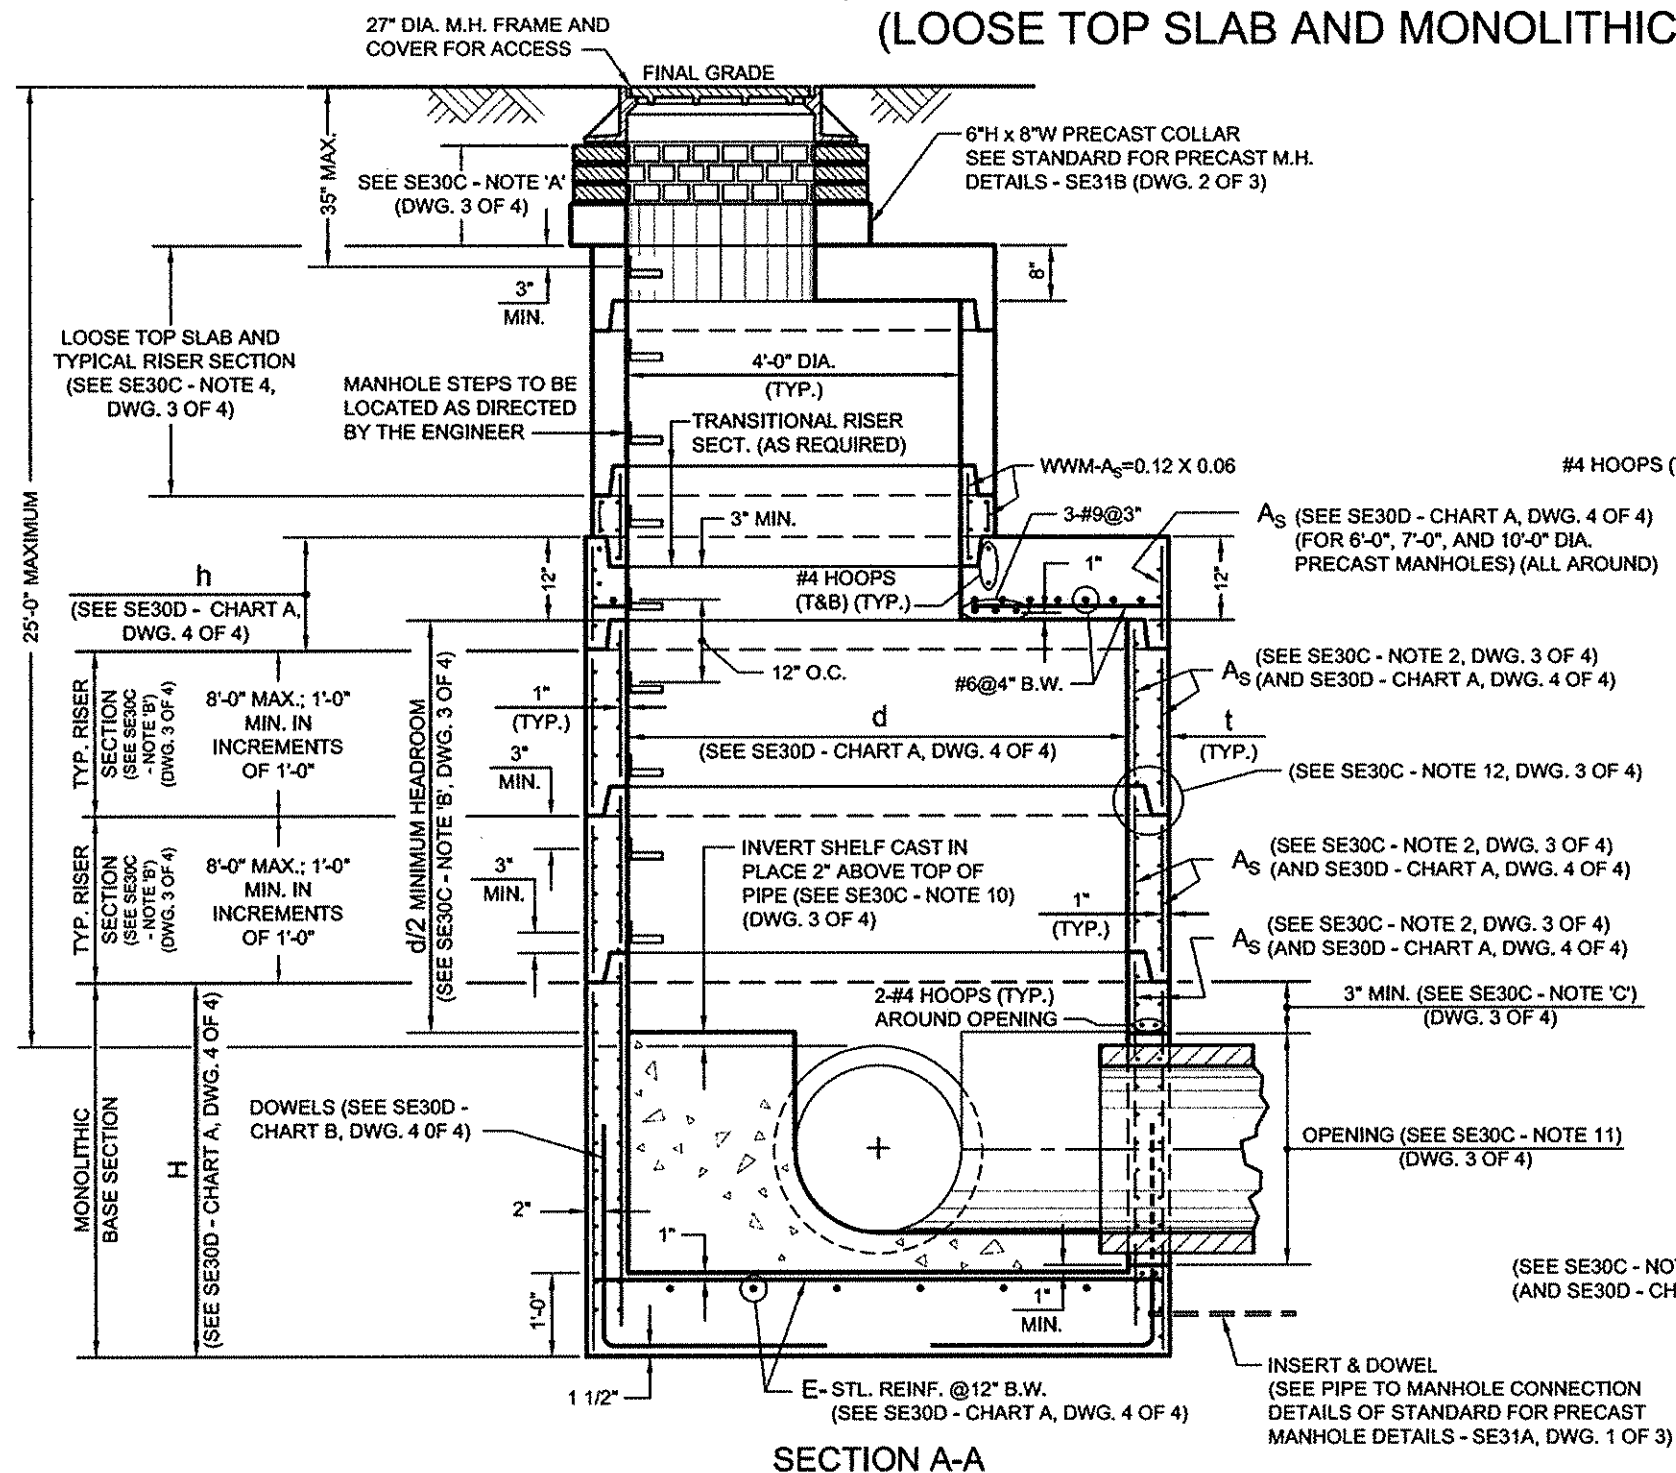 (LOOSE TOP SLAB AND MONOLITHIC
27" DIA. M.H. FRAME AND
COVER FOR ACCESS
FINAL GRADE
35" MAX.
SEE SE30C - NOTE 'A'
(DWG. 3 OF 4)
6"H x 8"W PRECAST COLLAR
SEE STANDARD FOR PRECAST M.H.
DETAILS - SE31B (DWG. 2 OF 3)
3"
MIN.
8"
LOOSE TOP SLAB AND
TYPICAL RISER SECTION
(SEE SE30C - NOTE 4,
DWG. 3 OF 4)
4'-0" DIA.
(TYP.)
MANHOLE STEPS TO BE
LOCATED AS DIRECTED
BY THE ENGINEER
TRANSITIONAL RISER
SECT. (AS REQUIRED)
WWM-AS=0.12 X 0.06
#4 HOOPS (
25'-0" MAXIMUM
3" MIN.
3-#9@3"
AS (SEE SE30D - CHART A, DWG. 4 OF 4)
(FOR 6'-0", 7'-0", AND 10'-0" DIA.
PRECAST MANHOLES) (ALL AROUND)
h
(SEE SE30D - CHART A,
DWG. 4 OF 4)
12"
#4 HOOPS
(T&B) (TYP.)
1"
12"
12" O.C.
#6@4" B.W.
TYP. RISER
SECTION
(SEE SE30C
- NOTE 'B')
(DWG. 3 OF 4)
8'-0" MAX.; 1'-0"
MIN. IN
INCREMENTS
OF 1'-0"
d/2 MINIMUM HEADROOM
(SEE SE30C - NOTE 'B', DWG. 3 OF 4)
1"
(TYP.)
d
(SEE SE30D - CHART A, DWG. 4 OF 4)
t
(TYP.)
(SEE SE30C - NOTE 2, DWG. 3 OF 4)
AS (AND SE30D - CHART A, DWG. 4 OF 4)
3"
MIN.
(SEE SE30C - NOTE 12, DWG. 3 OF 4)
TYP. RISER
SECTION
(SEE SE30C
- NOTE 'B')
(DWG. 3 OF 4)
8'-0" MAX.; 1'-0"
MIN. IN
INCREMENTS
OF 1'-0"
3"
MIN.
INVERT SHELF CAST IN
PLACE 2" ABOVE TOP OF
PIPE (SEE SE30C - NOTE 10)
(DWG. 3 OF 4)
(SEE SE30C - NOTE 2, DWG. 3 OF 4)
AS (AND SE30D - CHART A, DWG. 4 OF 4)
1"
(TYP.)
(SEE SE30C - NOTE 2, DWG. 3 OF 4)
AS (AND SE30D - CHART A, DWG. 4 OF 4)
2-#4 HOOPS (TYP.)
AROUND OPENING
3" MIN. (SEE SE30C - NOTE 'C')
(DWG. 3 OF 4)
MONOLITHIC
BASE SECTION
H
(SEE SE30D - CHART A, DWG. 4 OF 4)
DOWELS (SEE SE30D -
CHART B, DWG. 4 0F 4)
OPENING (SEE SE30C - NOTE 11)
(DWG. 3 OF 4)
2"
1"
1'-0"
1"
MIN.
(SEE SE30C - NO
(AND SE30D - CH
1 1/2"
E- STL. REINF. @12" B.W.
(SEE SE30D - CHART A, DWG. 4 OF 4)
INSERT & DOWEL
(SEE PIPE TO MANHOLE CONNECTION
DETAILS OF STANDARD FOR PRECAST
MANHOLE DETAILS - SE31A, DWG. 1 OF 3)
SECTION A-A